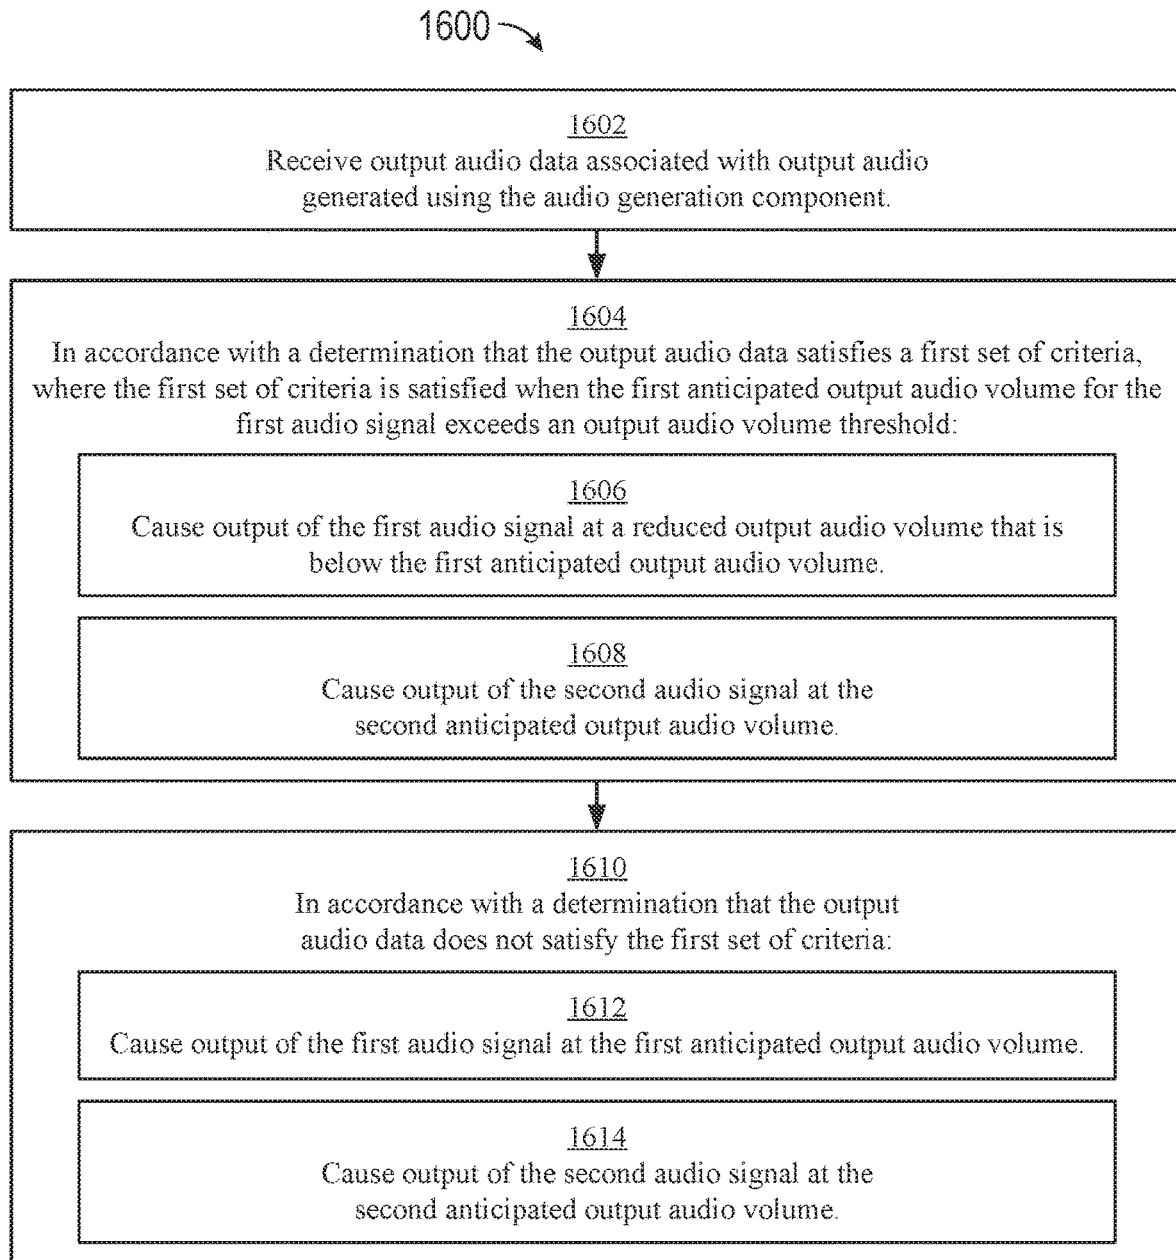 1600
1602
Receive output audio data associated with output audio
generated using the audio generation component.
1604
In accordance with a determination that the output audio data satisfies a first set of criteria,
where the first set of criteria is satisfied when the first anticipated output audio volume for the
first audio signal exceeds an output audio volume threshold:
1606
Cause output of the first audio signal at a reduced output audio volume that is
below the first anticipated output audio volume.
1608
Cause output of the second audio signal at the
second anticipated output audio volume.
1610
In accordance with a determination that the output
audio data does not satisfy the first set of criteria:
1612
Cause output of the first audio signal at the first anticipated output audio volume.
1614
Cause output of the second audio signal at the
second anticipated output audio volume.